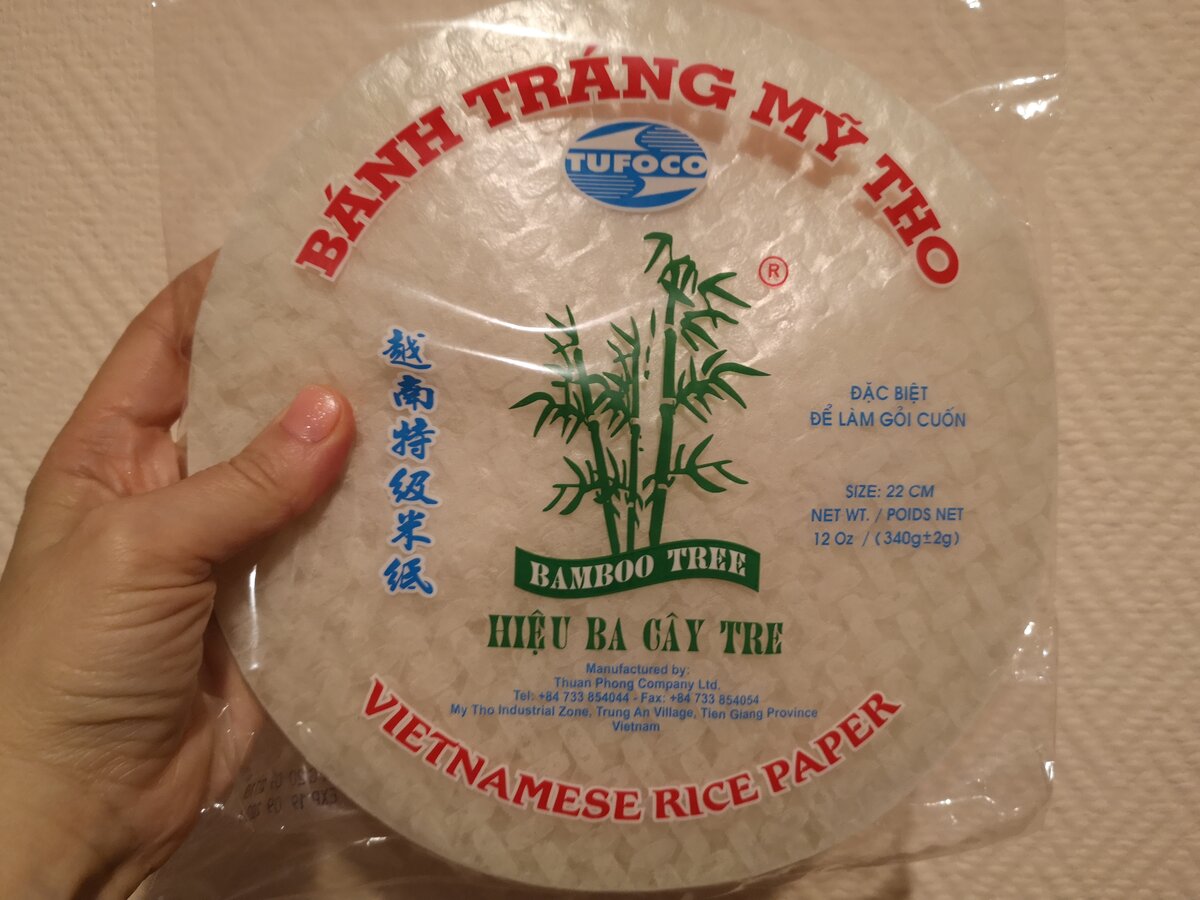 BÁNH TRÁNG MỸ THO
TUFOCO
®
越南特级米纸
ĐẶC BIỆT
ĐỂ LÀM GỎI CUỐN
SIZE: 22 CM
NET WT. / POIDS NET
12 Oz / (340g±2g)
BAMBOO TREE
HIỆU BA CÂY TRE
Manufactured by:
Thuan Phong Company Ltd.
Tel: +84 733 854044 - Fax: +84 733 854054
My Tho Industrial Zone, Trung An Village, Tien Giang Province
Vietnam
VIETNAMESE RICE PAPER
EXP 19 09